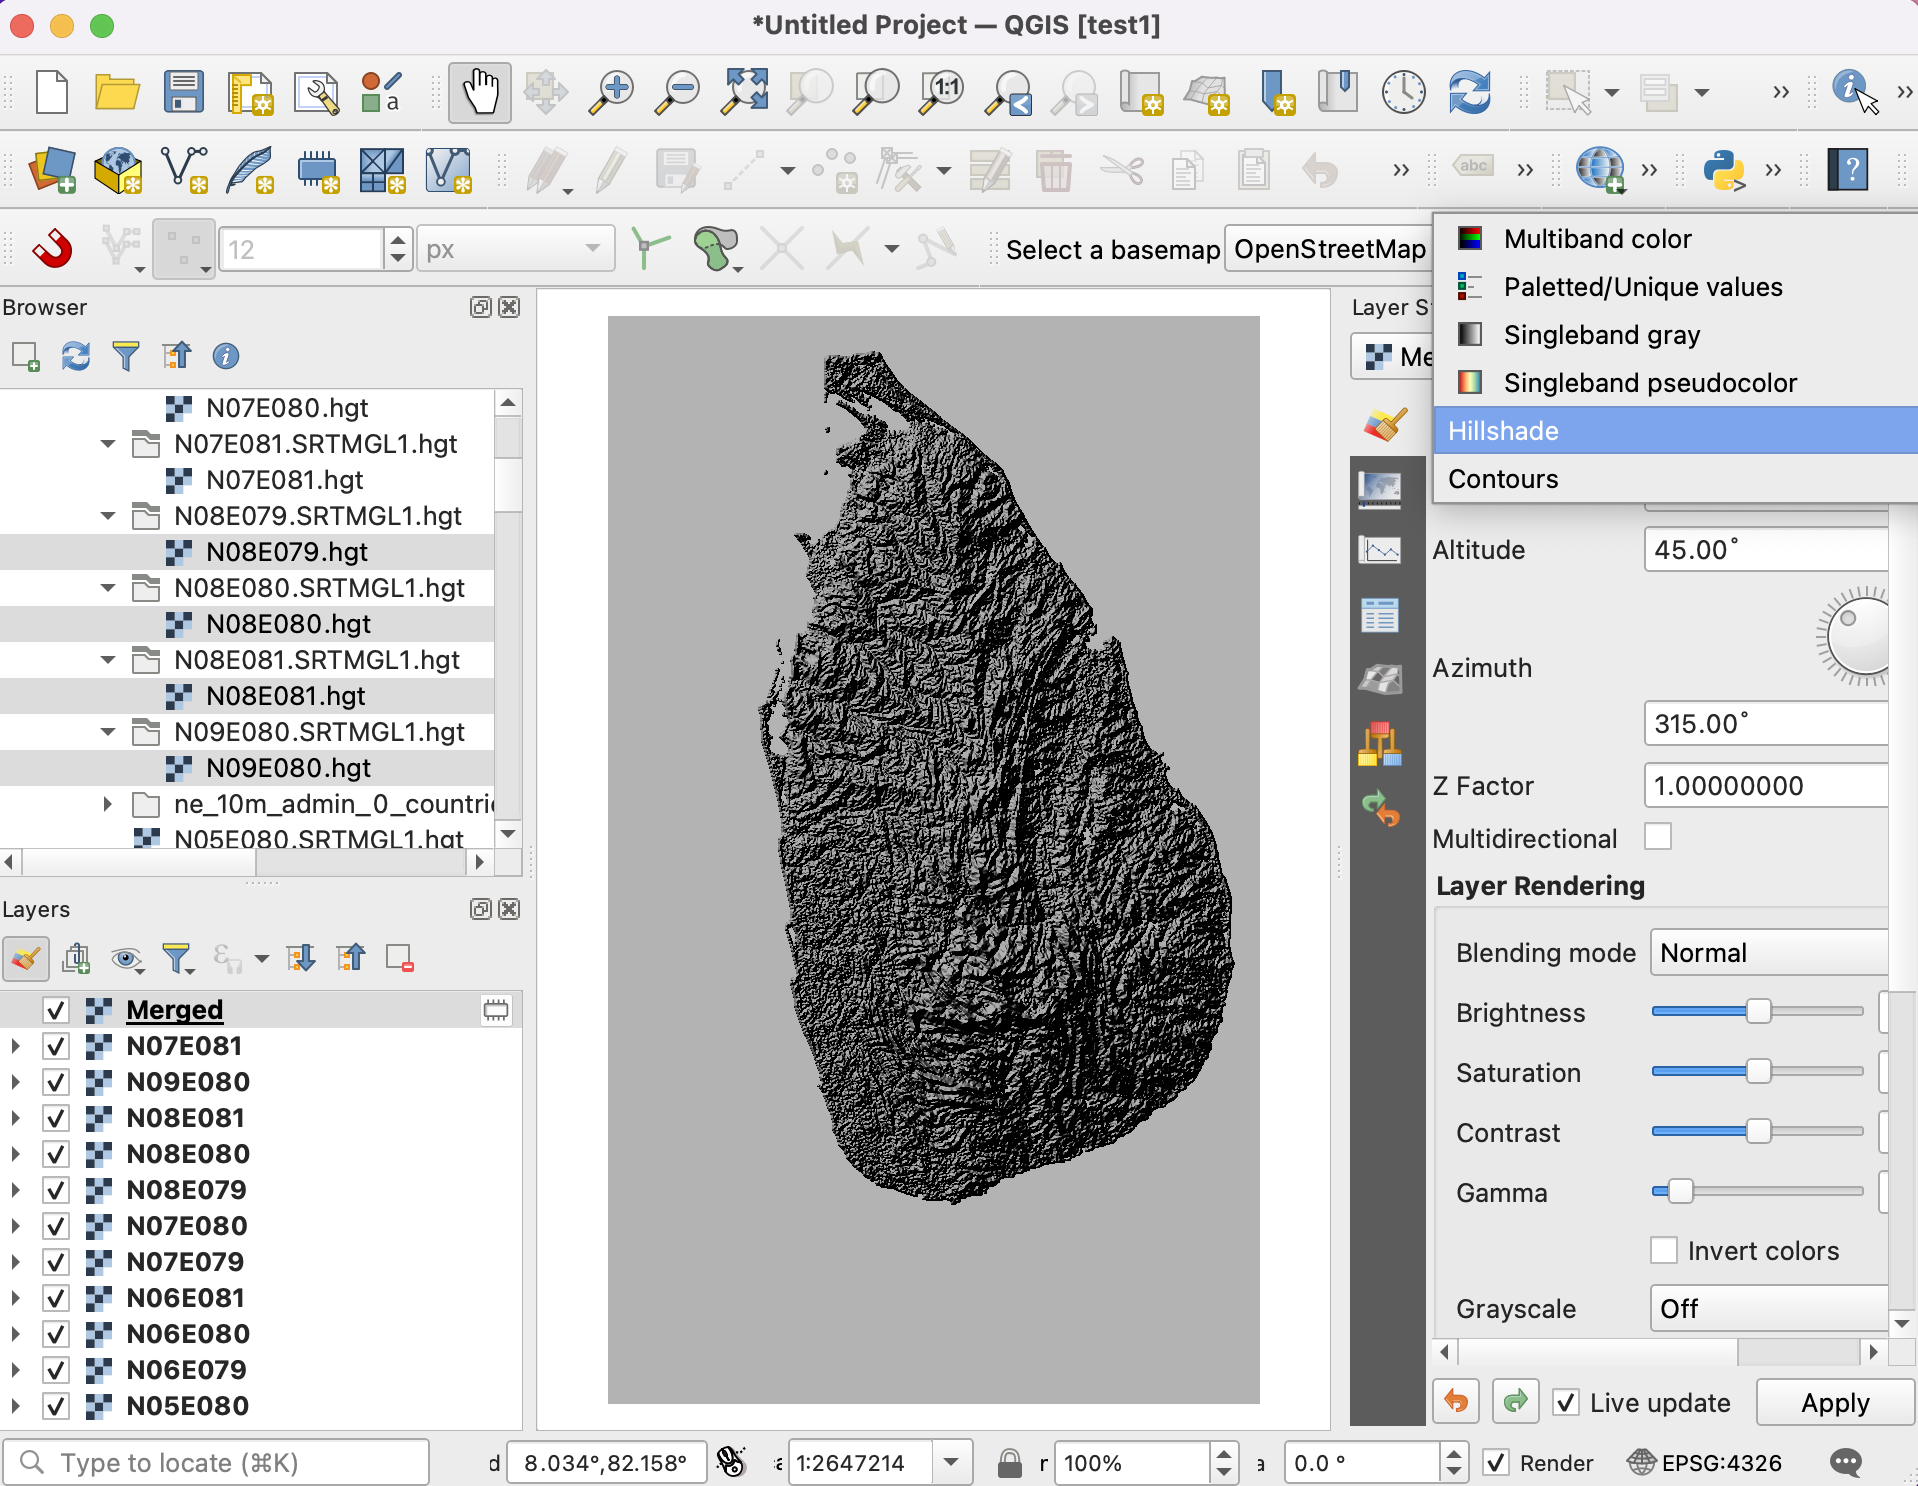 *Untitled Project — QGIS [test1]
1:1
a
abc
?
12
px
Select a basemap
OpenStreetMap
Multiband color
Paletted/Unique values
Singleband gray
Singleband pseudocolor
Hillshade
Contours
Browser
N07E080.hgt
N07E081.SRTMGL1.hgt
N07E081.hgt
N08E079.SRTMGL1.hgt
N08E079.hgt
N08E080.SRTMGL1.hgt
N08E080.hgt
N08E081.SRTMGL1.hgt
N08E081.hgt
N09E080.SRTMGL1.hgt
N09E080.hgt
ne_10m_admin_0_countri
N05E080.SRTMGL1.hgt
Layers
Merged
N07E081
N09E080
N08E081
N08E080
N08E079
N07E080
N07E079
N06E081
N06E080
N06E079
N05E080
Layer S
Me
Altitude
45.00°
Azimuth
315.00°
Z Factor
1.00000000
Multidirectional
Layer Rendering
Blending mode
Normal
Brightness
Saturation
Contrast
Gamma
Invert colors
Grayscale
Off
Live update
Apply
Type to locate (⌘K)
d
8.034°,82.158°
1:2647214
r
100%
a
0.0 °
Render
EPSG:4326